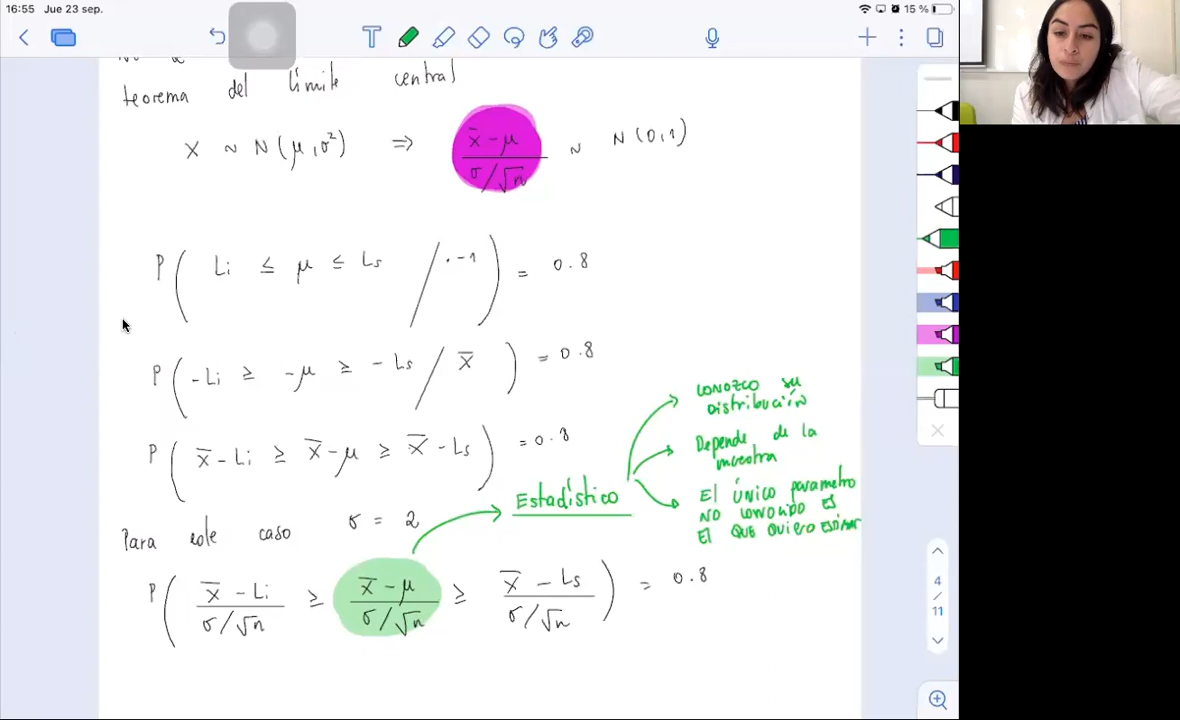 16:55 Jue 23 sep.
15 %
teorema del límite central
X ~ N(μ,σ²) ⇒ (x̄-μ)/(σ/√n) ~ N(0,1)
P( Li ≤ μ ≤ Ls / ·-1 ) = 0.8
P( -Li ≥ -μ ≥ -Ls / x̄ ) = 0.8
P( x̄-Li ≥ x̄-μ ≥ x̄-Ls ) = 0.8
Para este caso σ = 2
Estadístico
conozco su
distribución
Depende de la
muestra
El único parametro
NO conocido es
El QUE quiero estimar
P( (x̄-Li)/(σ/√n) ≥ (x̄-μ)/(σ/√n) ≥ (x̄-Ls)/(σ/√n) ) = 0.8
4
/
11